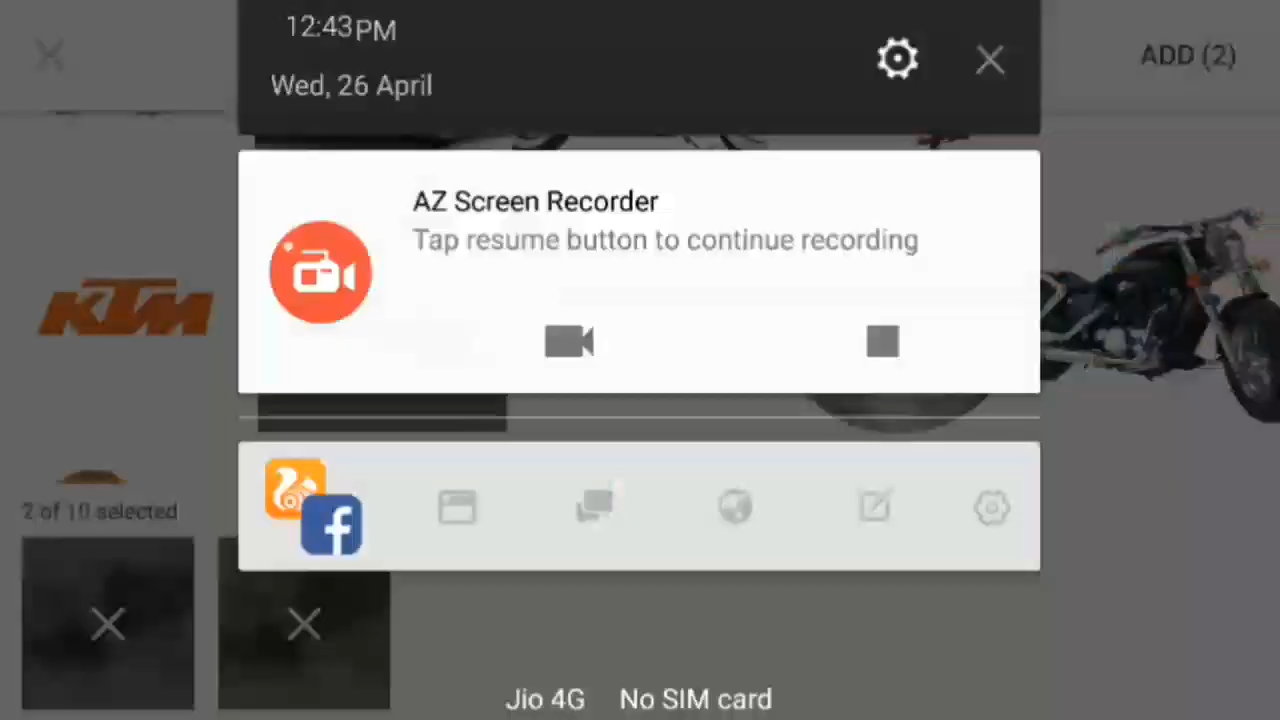 12:43PM
Wed, 26 April
ADD (2)
AZ Screen Recorder
Tap resume button to continue recording
KTM
f
2 of 10 selected
Jio 4G No SIM card